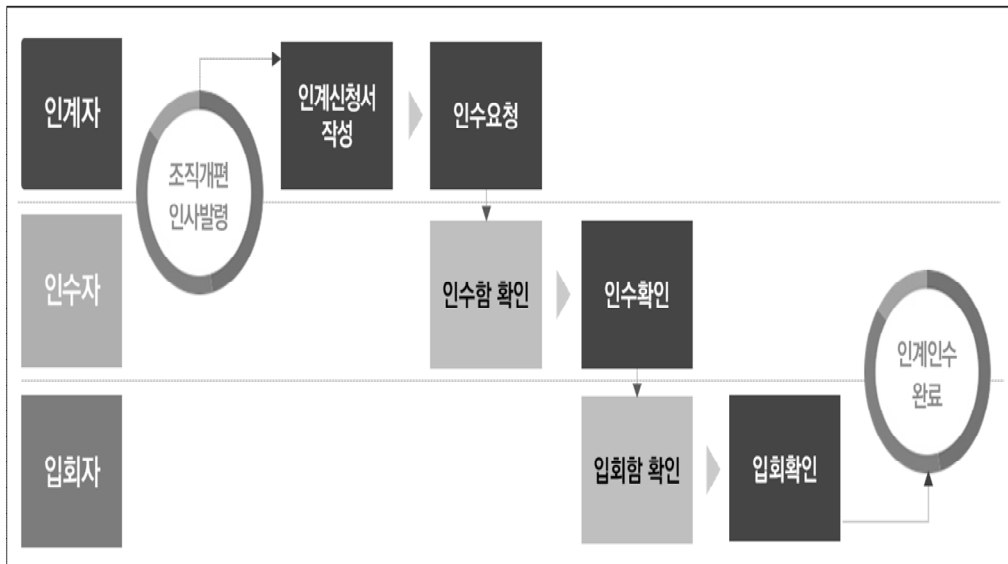 인계자
조직개편
인사발령
인계신청서
작성
인수요청
인수자
인수함 확인
인수확인
인계인수
완료
입회자
입회함 확인
입회확인